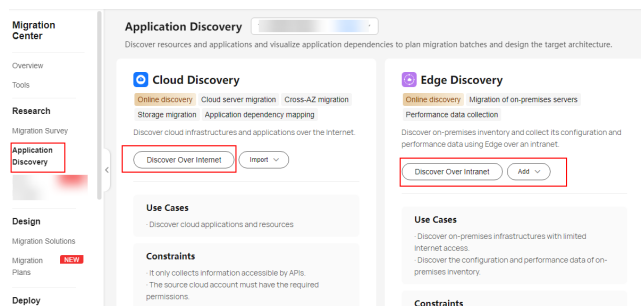 Migration
Center
Overview
Tools
Research
Migration Survey
Application
Discovery
Design
Migration Solutions
Migration NEW
Plans
Deploy
Application Discovery
Discover resources and applications and visualize application dependencies to plan migration batches and design the target architecture.
Cloud Discovery
Online discovery Cloud server migration Cross-AZ migration
Storage migration Application dependency mapping
Discover cloud infrastructures and applications over the Internet.
Discover Over Internet Import
Use Cases
· Discover cloud applications and resources
Constraints
· It only collects information accessible by APIs.
· The source cloud account must have the required
permissions.
Edge Discovery
Online discovery Migration of on-premises servers
Performance data collection
Discover on-premises inventory and collect its configuration and
performance data using Edge over an intranet.
Discover Over Intranet Add
Use Cases
· Discover on-premises infrastructures with limited
Internet access.
· Discover the configuration and performance data of on-
premises inventory.
Constraints